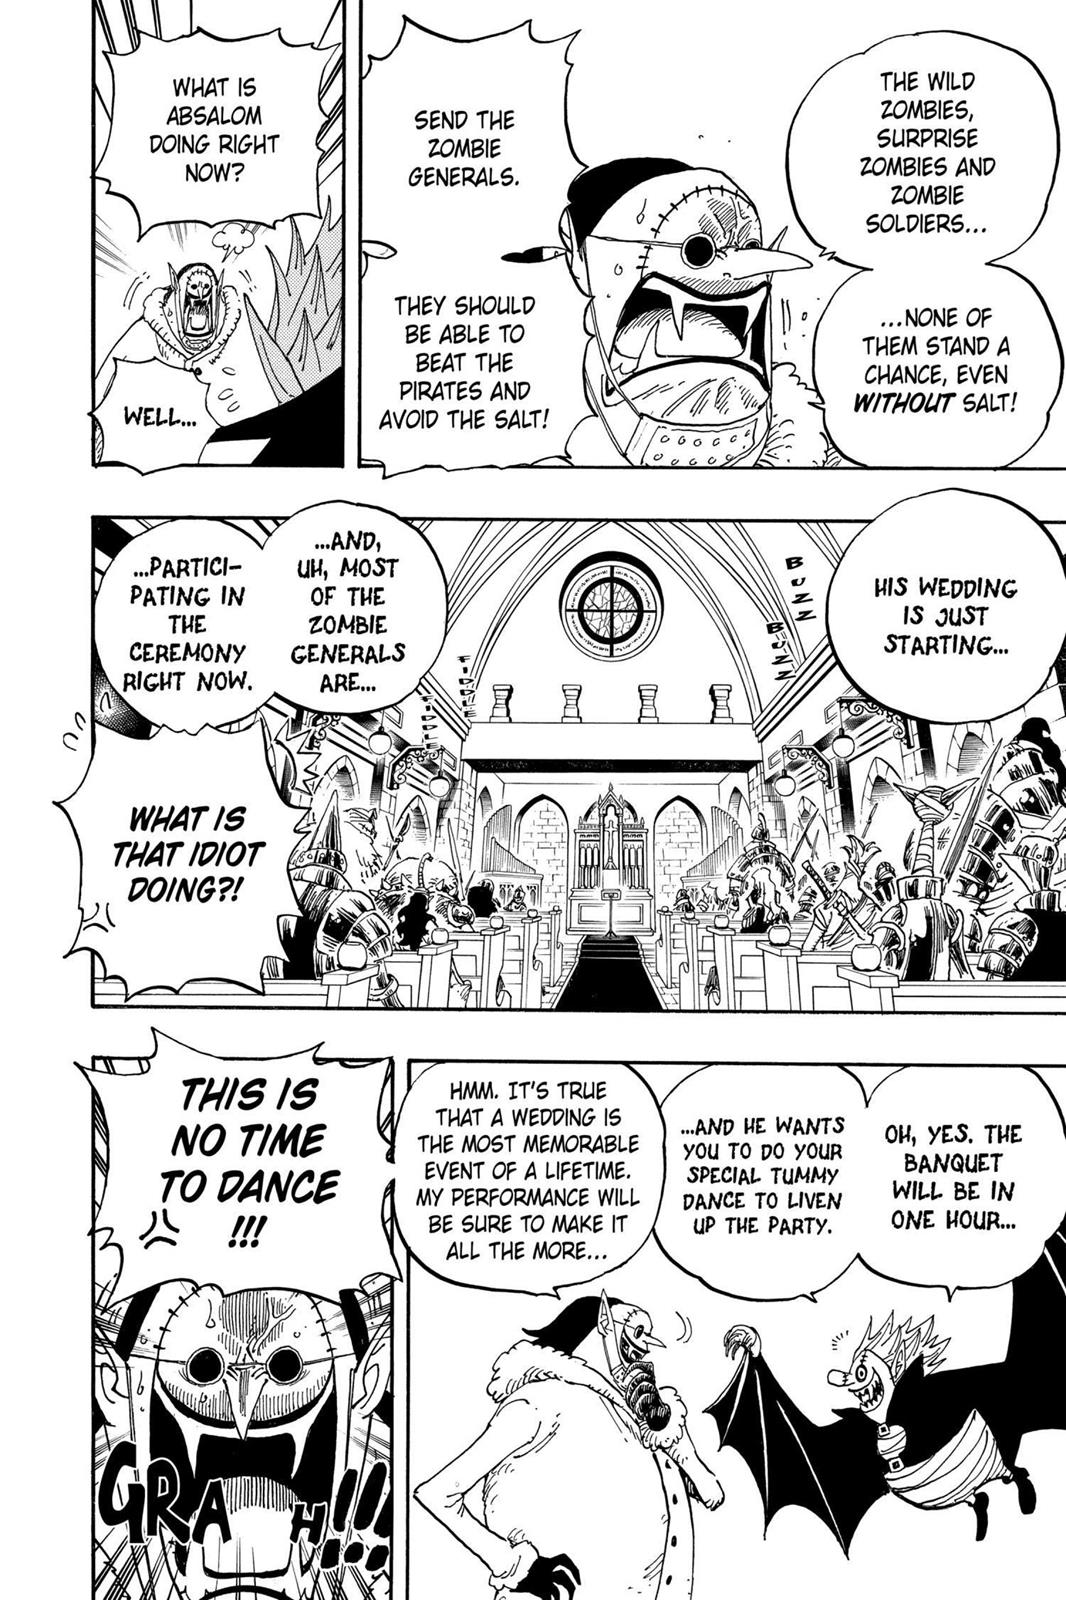 THE WILD
ZOMBIES,
SURPRISE
ZOMBIES AND
ZOMBIE
SOLDIERS...
...NONE OF
THEM STAND A
CHANCE, EVEN
WITHOUT SALT!
SEND THE
ZOMBIE
GENERALS.
THEY SHOULD
BE ABLE TO
BEAT THE
PIRATES AND
AVOID THE SALT!
WHAT IS
ABSALOM
DOING RIGHT
NOW?
WELL...
HIS WEDDING
IS JUST
STARTING...
BUZZ
BUZZ
FIDDLE
FIDDLE
...AND,
UH, MOST
OF THE
ZOMBIE
GENERALS
ARE...
...PARTICI-
PATING IN
THE
CEREMONY
RIGHT NOW.
WHAT IS
THAT IDIOT
DOING?!
OH, YES. THE
BANQUET
WILL BE IN
ONE HOUR...
...AND HE WANTS
YOU TO DO YOUR
SPECIAL TUMMY
DANCE TO LIVEN
UP THE PARTY.
HMM. IT'S TRUE
THAT A WEDDING IS
THE MOST MEMORABLE
EVENT OF A LIFETIME.
MY PERFORMANCE WILL
BE SURE TO MAKE IT
ALL THE MORE...
THIS IS
NO TIME
TO DANCE
!!!
GRAH!!!